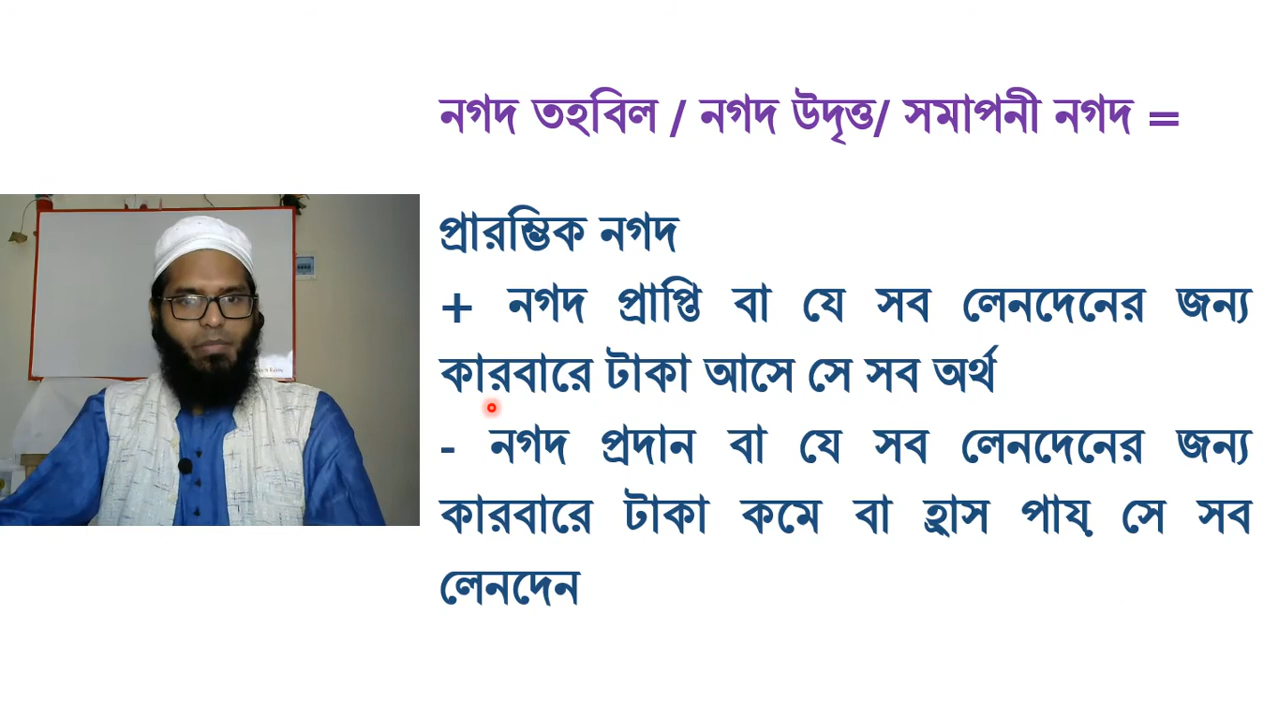 নগদ তহবিল / নগদ উদ্বৃত্ত/ সমাপনী নগদ =
প্রারম্ভিক নগদ
+ নগদ প্রাপ্তি বা যে সব লেনদেনের জন্য
কারবারে টাকা আসে সে সব অর্থ
- নগদ প্রদান বা যে সব লেনদেনের জন্য
কারবারে টাকা কমে বা হ্রাস পায় সে সব
লেনদেন